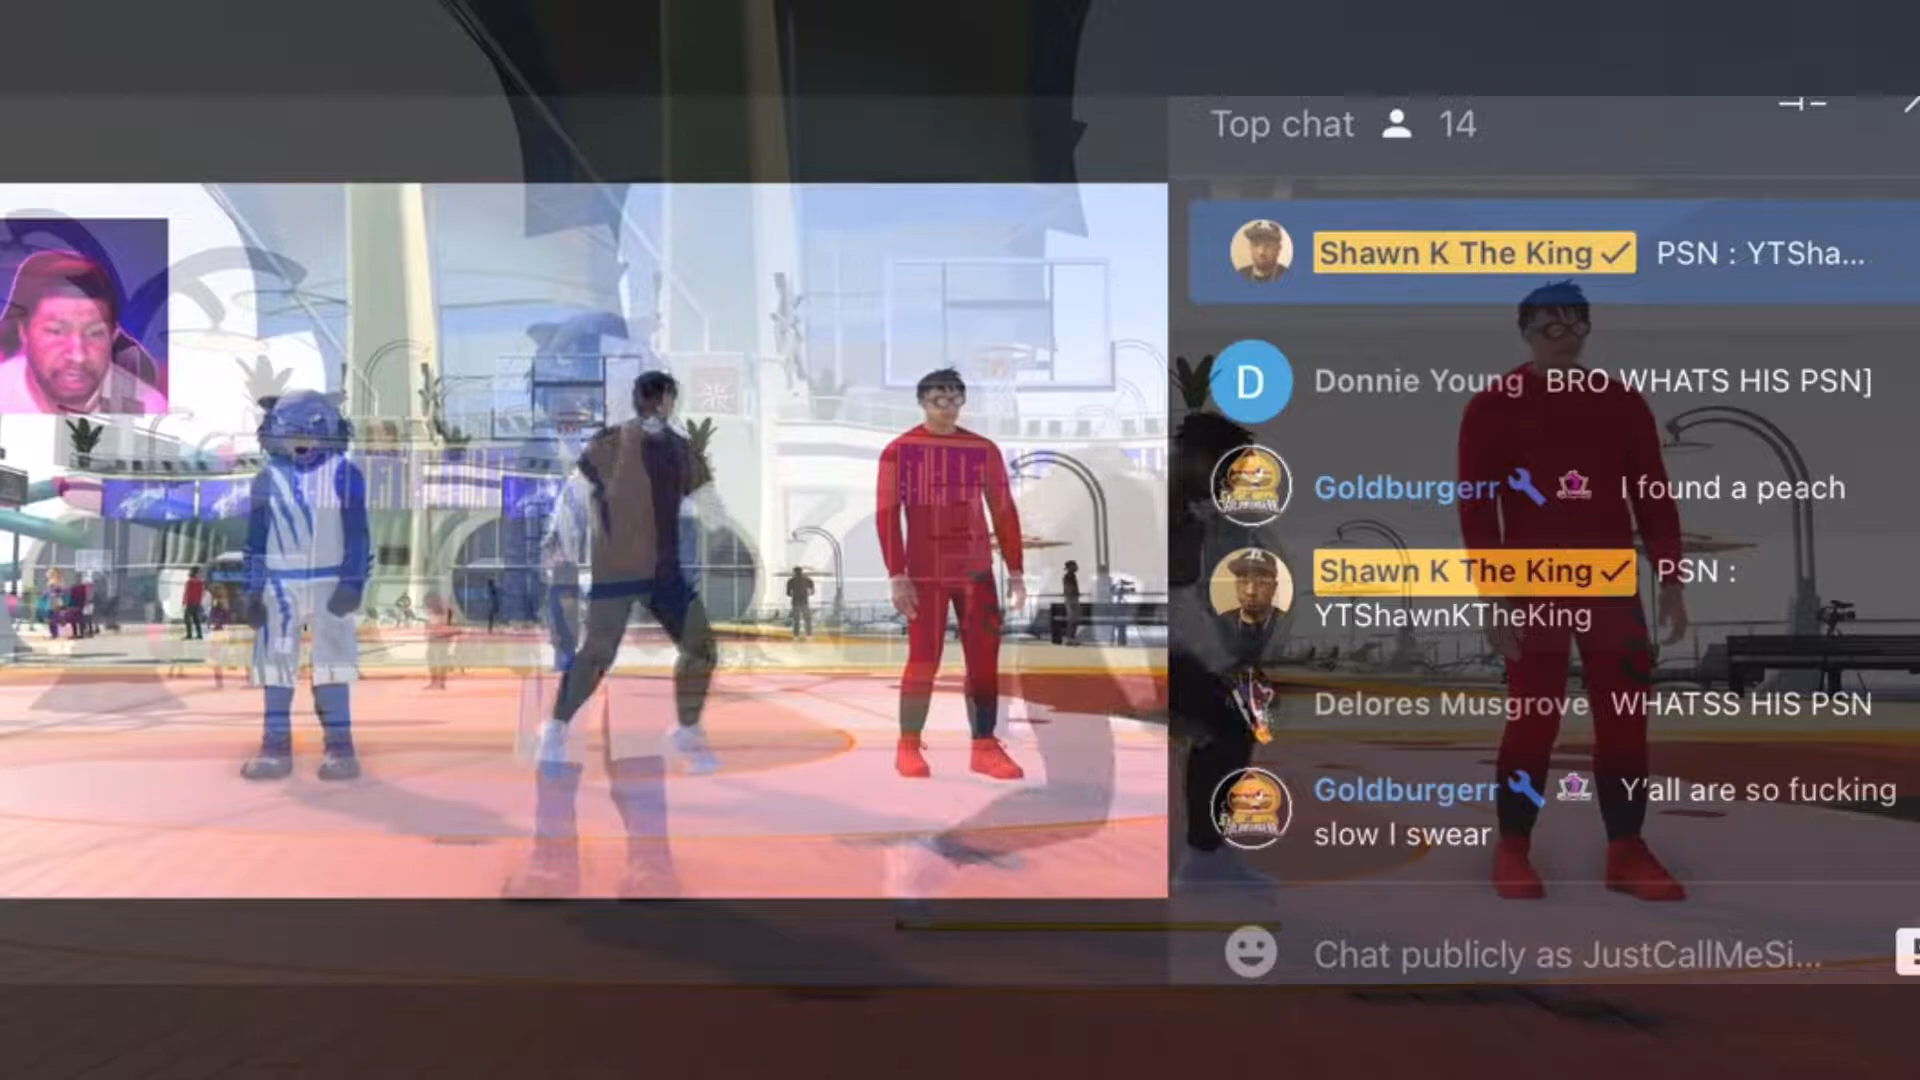 Top chat 14
Shawn K The King PSN : YTSha...
D Donnie Young BRO WHATS HIS PSN]
Goldburgerr I found a peach
Shawn K The King PSN :
YTShawnKTheKing
Delores Musgrove WHATSS HIS PSN
Goldburgerr Y'all are so fucking
slow I swear
Chat publicly as JustCallMeSi...